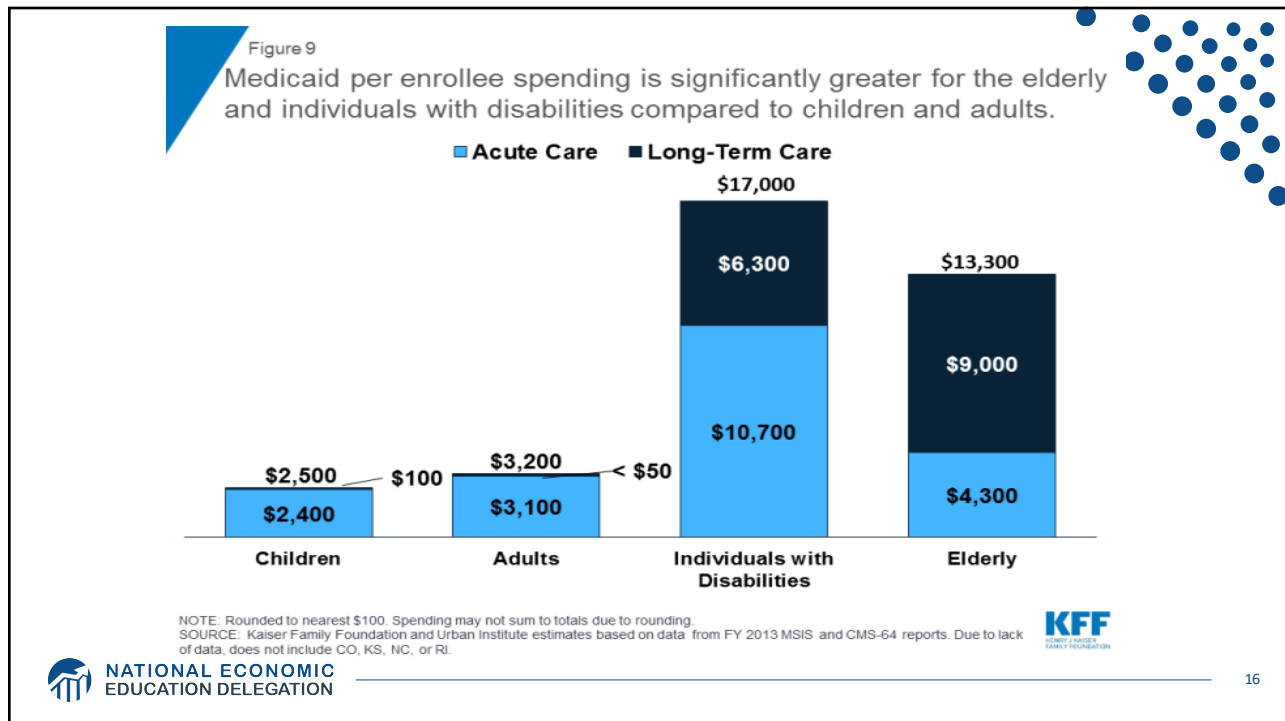 Figure 9
Medicaid per enrollee spending is significantly greater for the elderly
and individuals with disabilities compared to children and adults.
Acute Care Long-Term Care
$17,000
$6,300
$13,300
$9,000
$10,700
$2,500 $100
$3,200 < $50
$2,400
$3,100
$4,300
Children Adults Individuals with Elderly
Disabilities
NOTE: Rounded to nearest $100. Spending may not sum to totals due to rounding.
SOURCE: Kaiser Family Foundation and Urban Institute estimates based on data from FY 2013 MSIS and CMS-64 reports. Due to lack
of data, does not include CO, KS, NC, or RI.
KFF
HENRY J KAISER
FAMILY FOUNDATION
NATIONAL ECONOMIC
EDUCATION DELEGATION
16